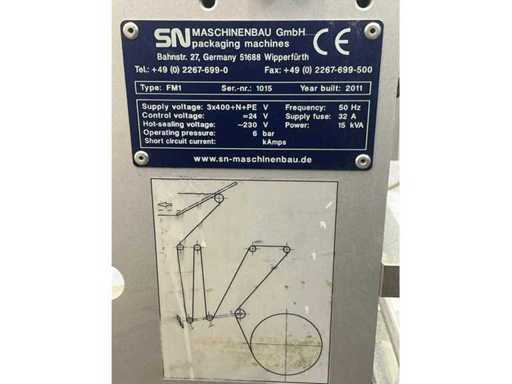 SN MASCHINENBAU GmbH
packaging machines
CE
Bahnstr. 27, Germany 51688 Wipperfürth
Tel.: +49 (0) 2267-699-0 Fax: +49 (0) 2267-699-500
Type: FM1 Ser.-nr.: 1015 Year built: 2011
Supply voltage: 3x400+N+PE V Frequency: 50 Hz
Control voltage: =24 V Supply fuse: 32 A
Hot-sealing voltage: ~230 V Power: 15 kVA
Operating pressure: 6 bar
Short circuit current: kAmps
www.sn-maschinenbau.de